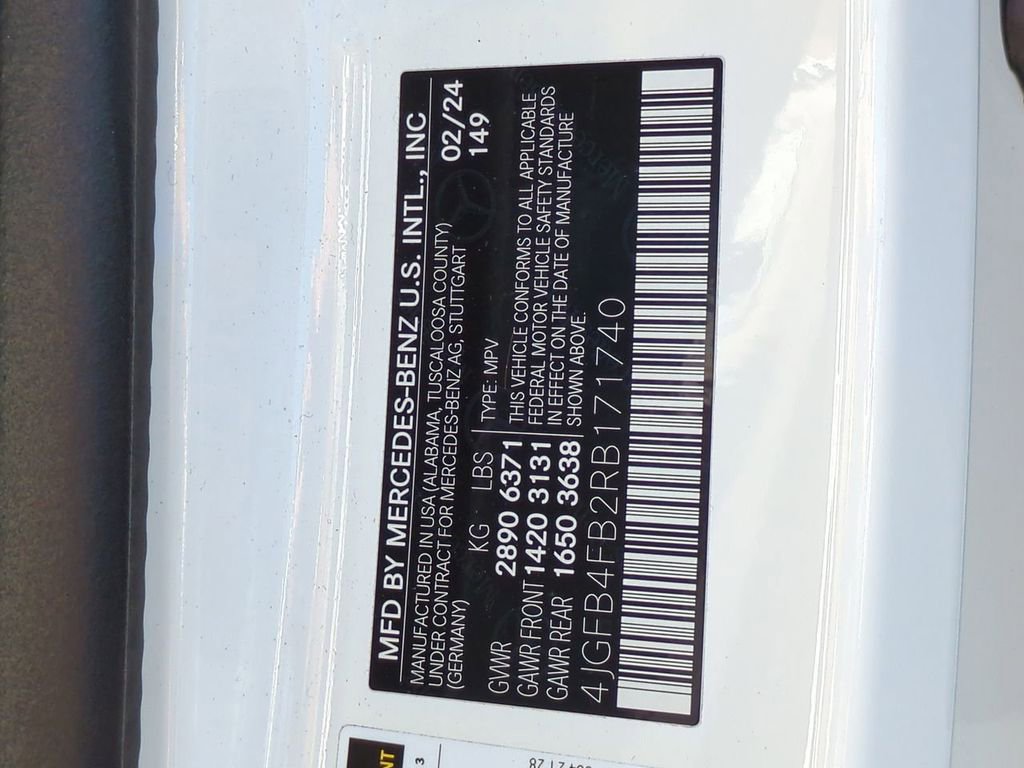 MFD BY MERCEDES-BENZ U.S. INTL., INC
MANUFACTURED IN USA (ALABAMA, TUSCALOOSA COUNTY)
UNDER CONTRACT FOR MERCEDES-BENZ AG, STUTTGART
(GERMANY)
02/24
149
KG LBS TYPE: MPV
GVWR 2890 6371
GAWR FRONT 1420 3131
GAWR REAR 1650 3638
THIS VEHICLE CONFORMS TO ALL APPLICABLE
FEDERAL MOTOR VEHICLE SAFETY STANDARDS
IN EFFECT ON THE DATE OF MANUFACTURE
SHOWN ABOVE.
4JGFB4FB2RB171740
3